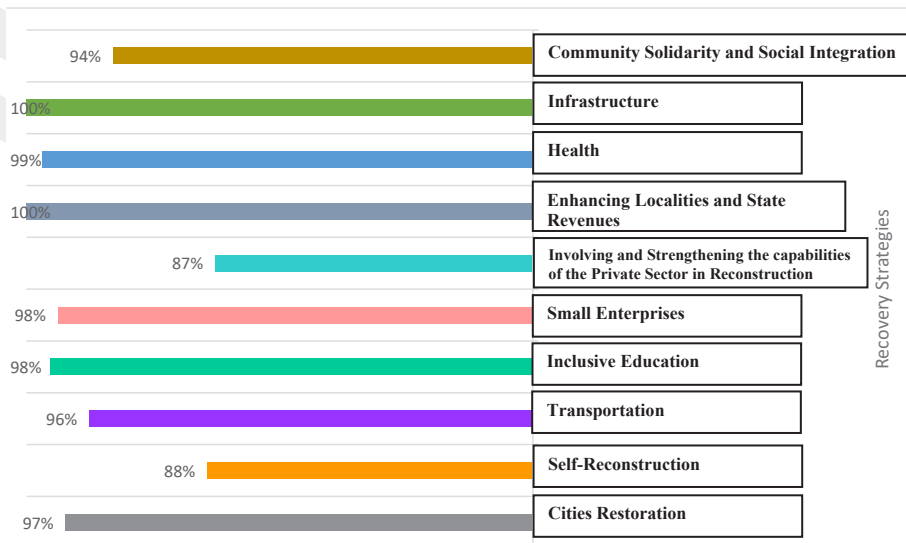 94%
Community Solidarity and Social Integration
100%
Infrastructure
99%
Health
100%
Enhancing Localities and State
Revenues
87%
Involving and Strengthening the capabilities
of the Private Sector in Reconstruction
98%
Small Enterprises
98%
Inclusive Education
96%
Transportation
88%
Self-Reconstruction
97%
Cities Restoration
Recovery Strategies